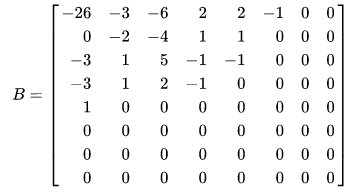 -26 -3 -6 2 2 -1 0 0
0 -2 -4 1 1 0 0 0
-3 1 5 -1 -1 0 0 0
B = -3 1 2 -1 0 0 0 0
1 0 0 0 0 0 0 0
0 0 0 0 0 0 0 0
0 0 0 0 0 0 0 0
0 0 0 0 0 0 0 0